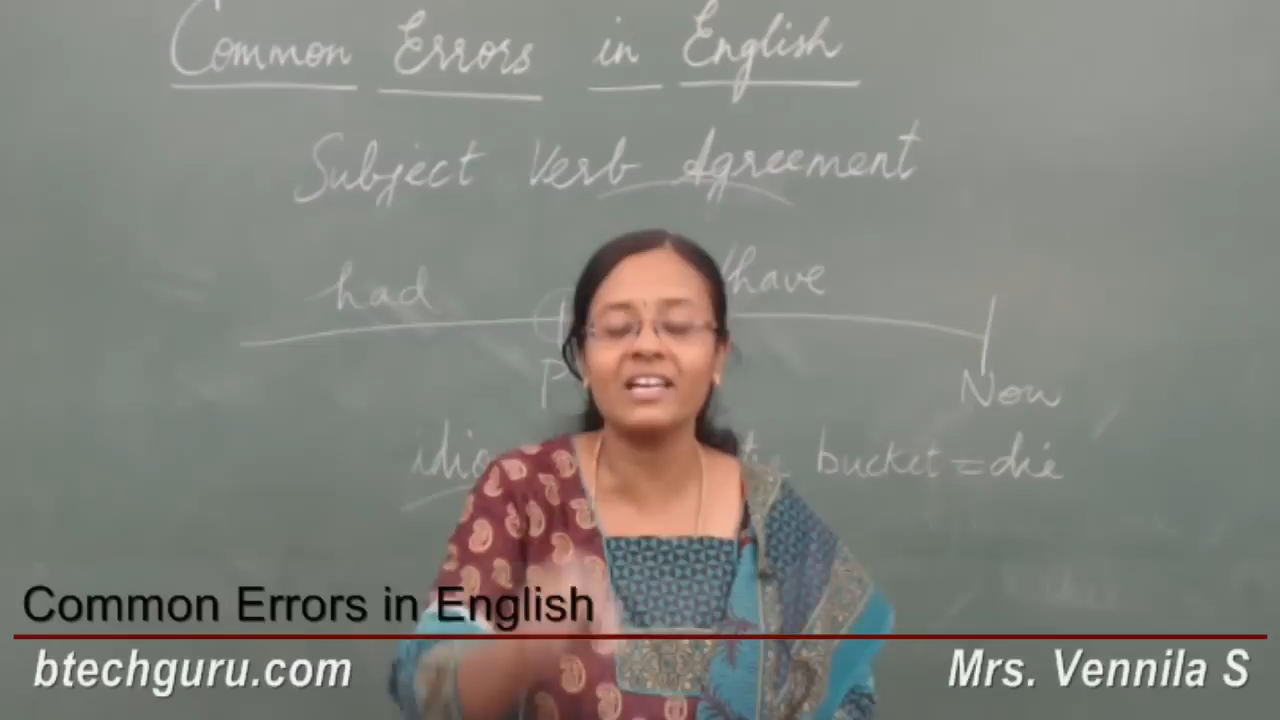 Common Errors in English
Subject Verb Agreement
had have
P Now
bucket = die
Common Errors in English
btechguru.com Mrs. Vennila S